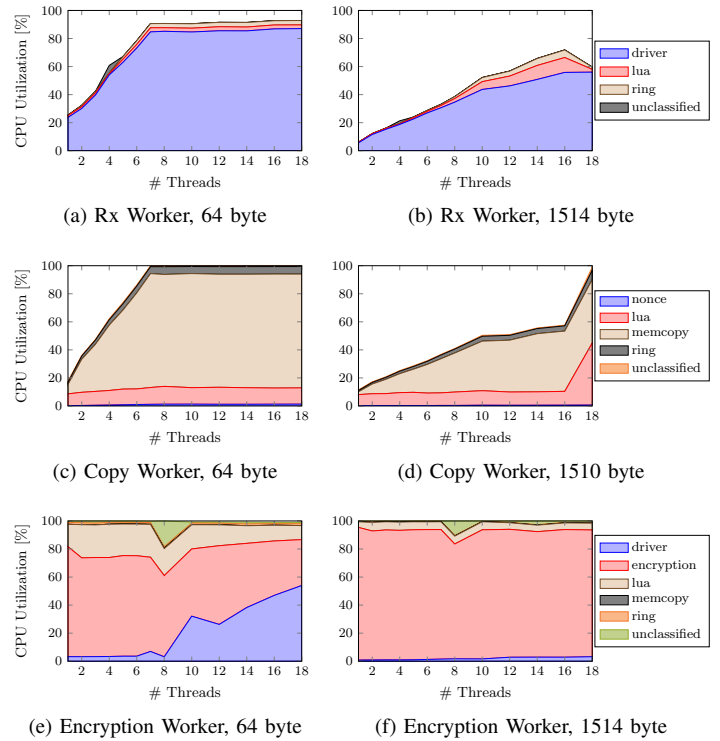 CPU Utilization [%]
100
80
60
40
20
0
2 4 6 8 10 12 14 16 18
# Threads
(a) Rx Worker, 64 byte
100
80
60
40
20
0
2 4 6 8 10 12 14 16 18
# Threads
(b) Rx Worker, 1514 byte
driver
lua
ring
unclassified
CPU Utilization [%]
100
80
60
40
20
0
2 4 6 8 10 12 14 16 18
# Threads
(c) Copy Worker, 64 byte
100
80
60
40
20
0
2 4 6 8 10 12 14 16 18
# Threads
(d) Copy Worker, 1510 byte
nonce
lua
memcopy
ring
unclassified
CPU Utilization [%]
100
80
60
40
20
0
2 4 6 8 10 12 14 16 18
# Threads
(e) Encryption Worker, 64 byte
100
80
60
40
20
0
2 4 6 8 10 12 14 16 18
# Threads
(f) Encryption Worker, 1514 byte
driver
encryption
lua
memcopy
ring
unclassified